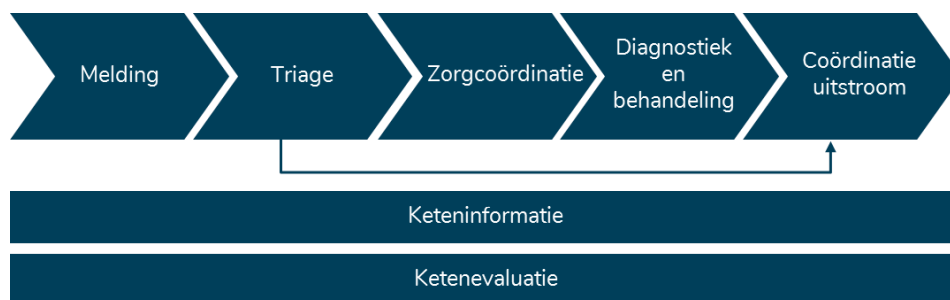 Melding
Triage
Zorgcoördinatie
Diagnostiek
en
behandeling
Coördinatie
uitstroom
Keteninformatie
Ketenevaluatie